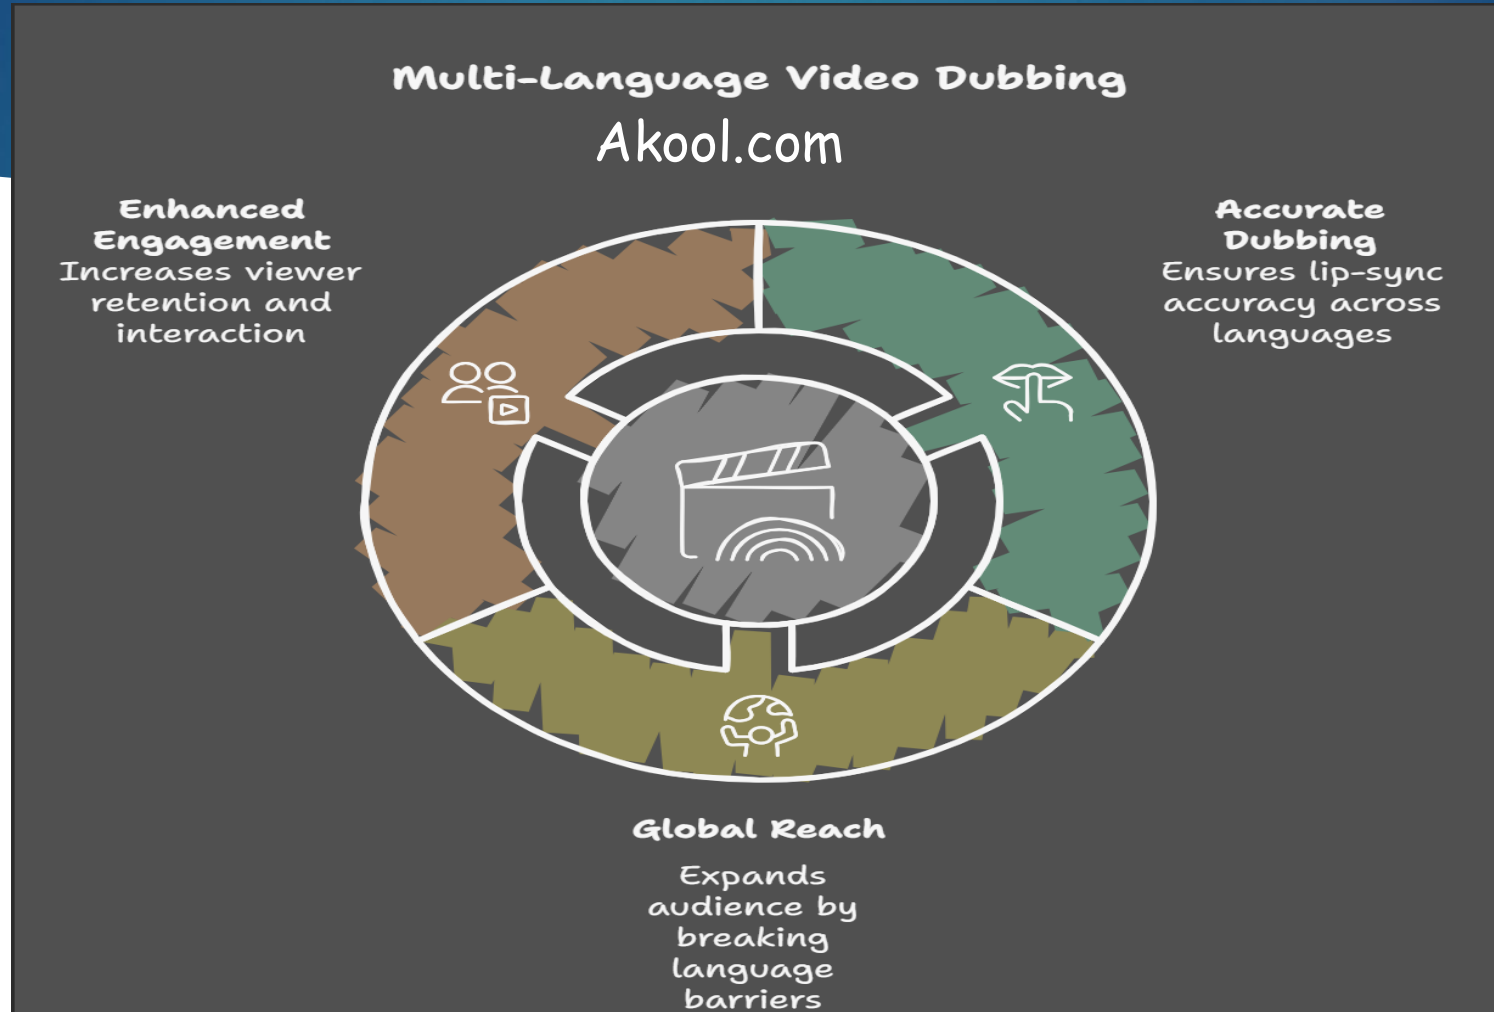 Multi-Language Video Dubbing
Akool.com
Enhanced
Engagement
Increases viewer
retention and
interaction
Accurate
Dubbing
Ensures lip-sync
accuracy across
languages
Global Reach
Expands
audience by
breaking
language
barriers